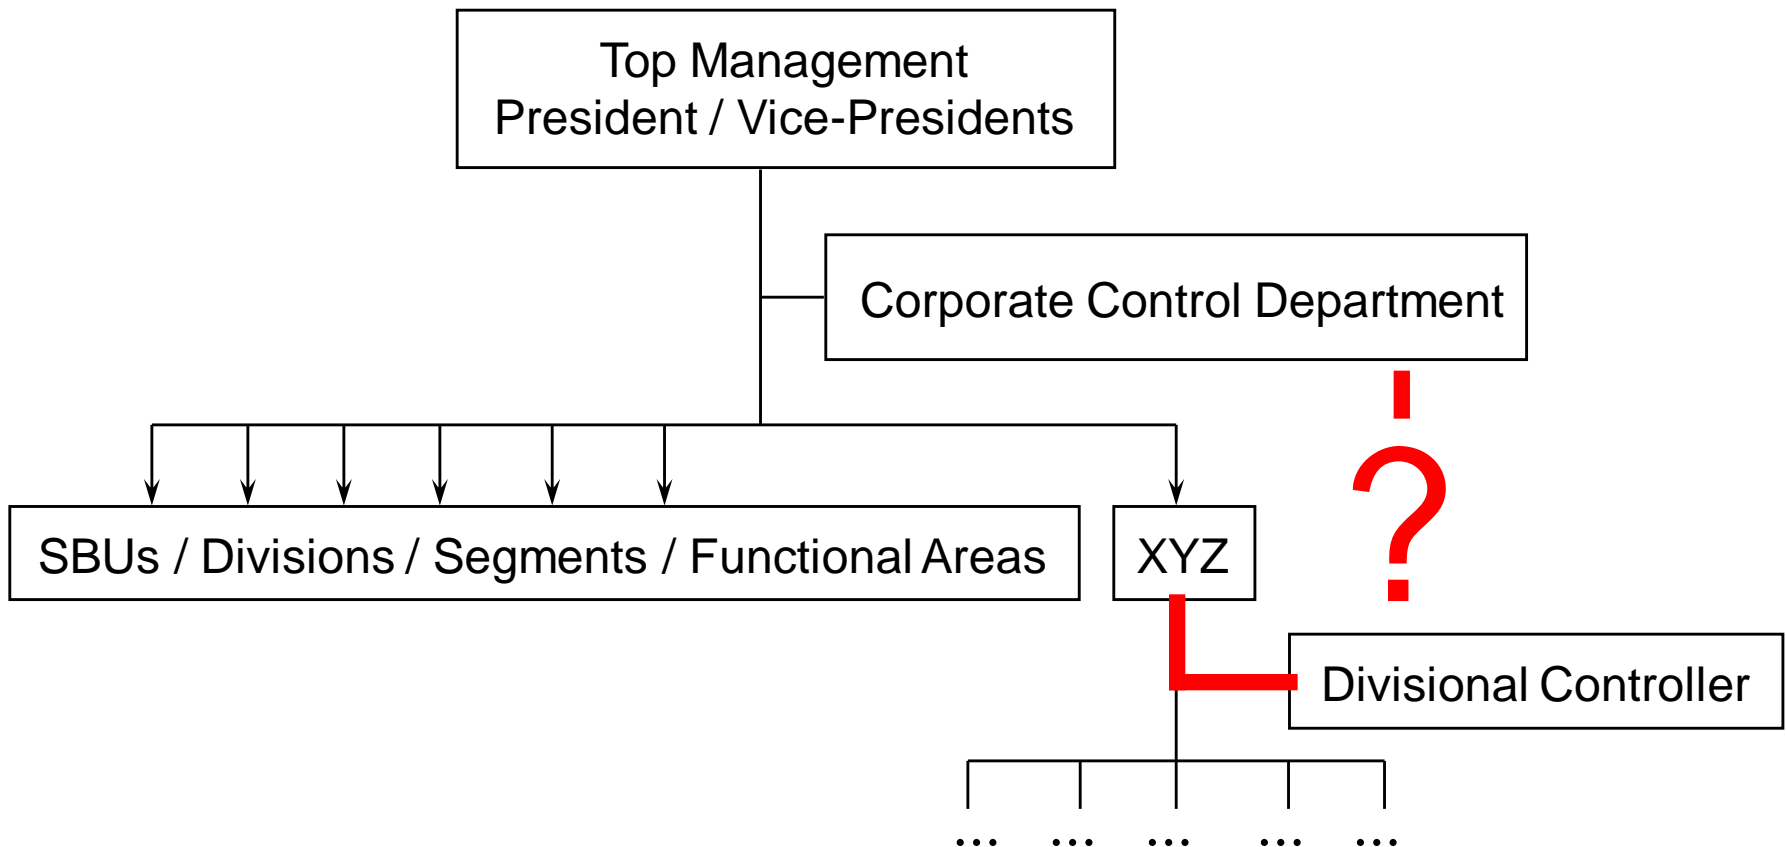 Top Management
President / Vice-Presidents
Corporate Control Department
?
SBUs / Divisions / Segments / Functional Areas
XYZ
Divisional Controller
... ... ... ... ...